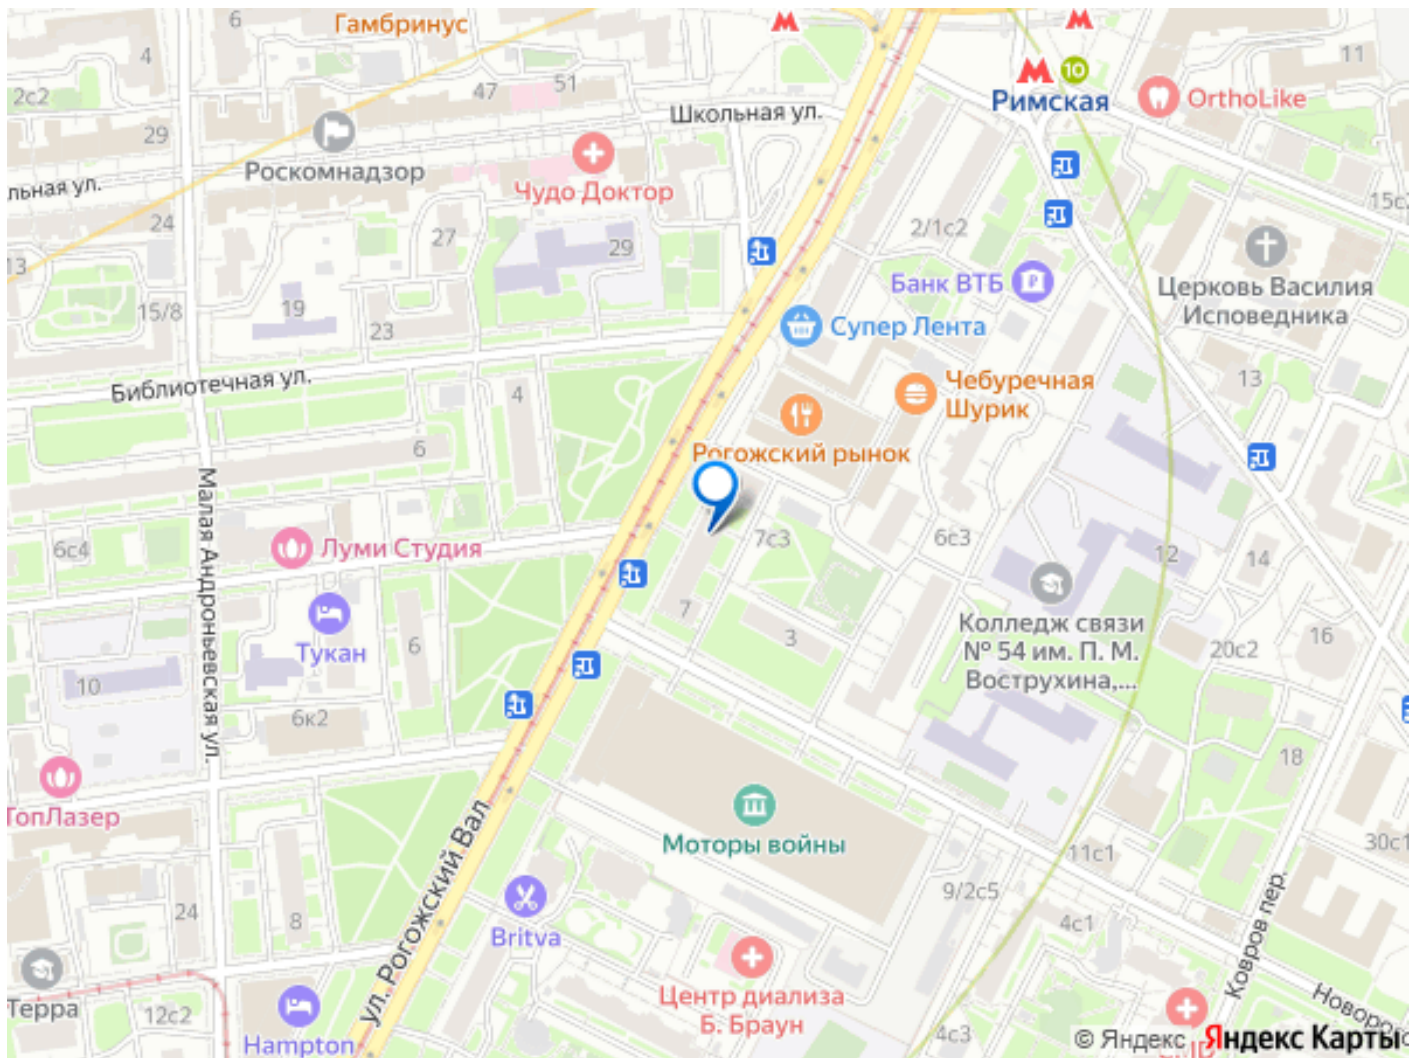 6
Гамбринус
4
2с2
29
47
51
Школьная ул.
Римская
10
OrthoLike
11
Роскомнадзор
Чудо Доктор
льная ул.
24
27
29
2/1с2
15с2
13
Банк ВТБ
Церковь Василия
Исповедника
15/8
19
23
Супер Лента
Библиотечная ул.
4
Чебуречная
Шурик
13
6
Рогожский рынок
Малая Андроньевская ул.
6с4
Луми Студия
7с3
6с3
12
14
7
3
Колледж связи
№ 54 им. П. М.
Вострухина,...
20с2
16
Тукан
6
10
6к2
18
ТопЛазер
ул. Рогожский Вал
Моторы войны
11с1
30с1
9/2с5
4с1
24
8
Britva
Ковров пер.
Терра
12с2
Hampton
Центр диализа
Б. Браун
4с3
Новорог
© Яндекс
Яндекс Карты